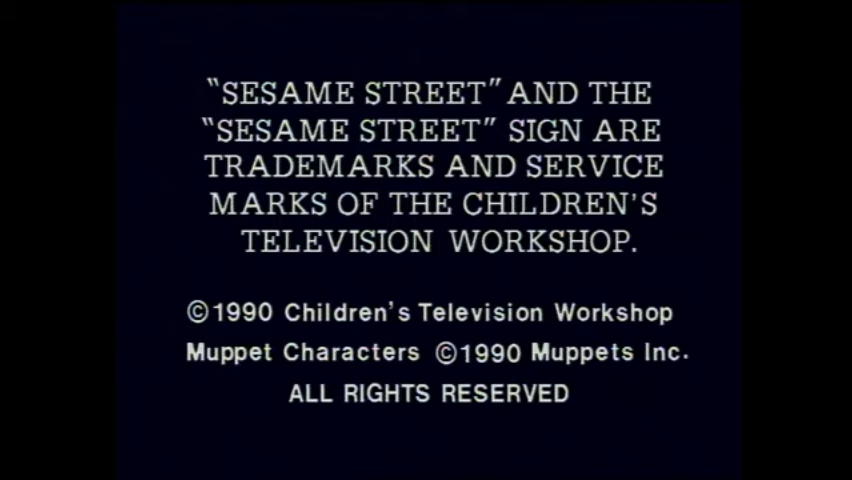 “SESAME STREET” AND THE
“SESAME STREET” SIGN ARE
TRADEMARKS AND SERVICE
MARKS OF THE CHILDREN'S
TELEVISION WORKSHOP.
©1990 Children's Television Workshop
Muppet Characters ©1990 Muppets Inc.
ALL RIGHTS RESERVED